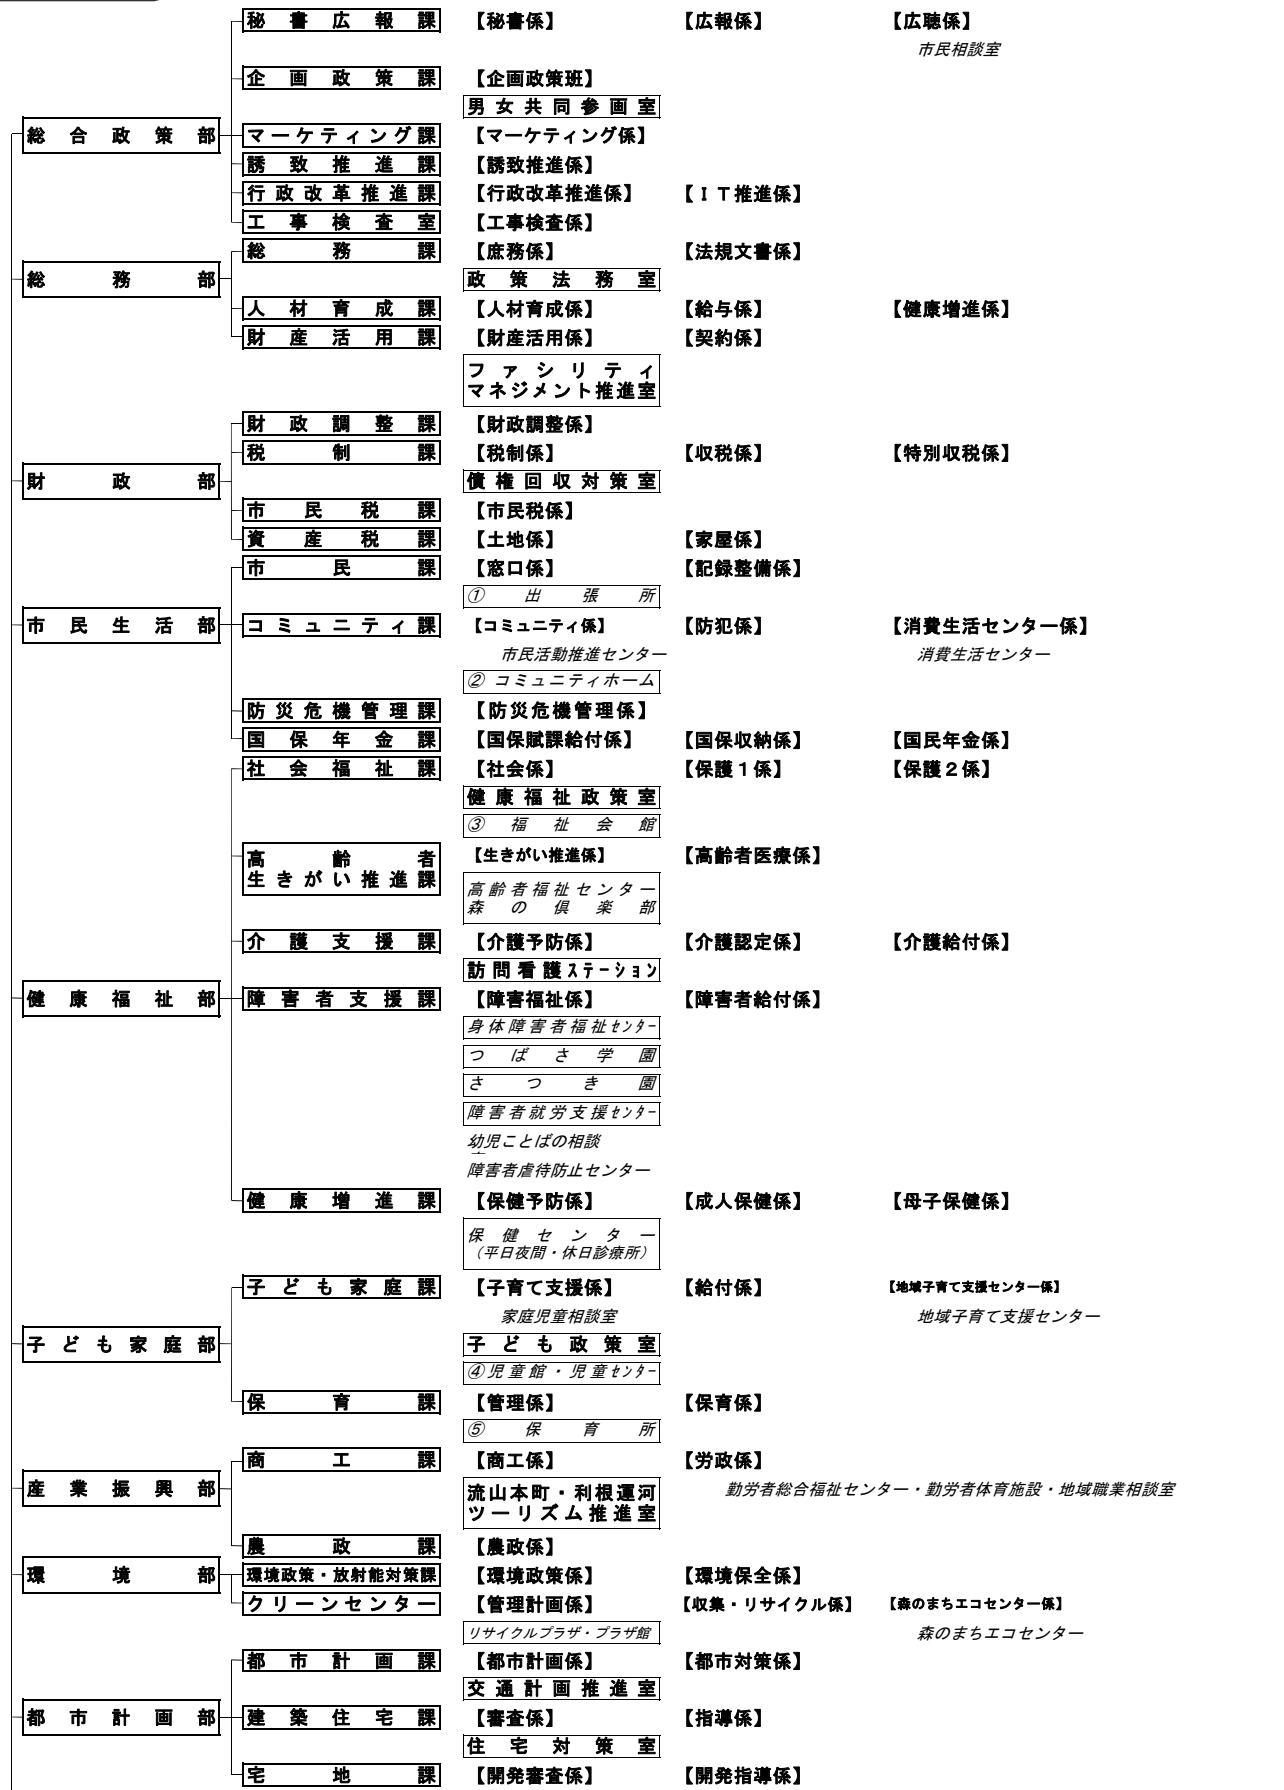 秘書広報課 【秘書係】 【広報係】 【広聴係】
市民相談室
企画政策課 【企画政策班】
男女共同参画室
総合政策部 マーケティング課 【マーケティング係】
誘致推進課 【誘致推進係】
行政改革推進課 【行政改革推進係】 【ＩＴ推進係】
工事検査室 【工事検査係】
総務課 【庶務係】 【法規文書係】
総務部 政策法務室
人材育成課 【人材育成係】 【給与係】 【健康増進係】
財産活用課 【財産活用係】 【契約係】
ファシリティ
マネジメント推進室
財政調整課 【財政調整係】
税制課 【税制係】 【収税係】 【特別収税係】
財政部 債権回収対策室
市民税課 【市民税係】
資産税課 【土地係】 【家屋係】
市民課 【窓口係】 【記録整備係】
① 出張所
市民生活部 コミュニティ課 【コミュニティ係】 【防犯係】 【消費生活センター係】
市民活動推進センター 消費生活センター
② コミュニティホーム
防災危機管理課 【防災危機管理係】
国保年金課 【国保賦課給付係】 【国保収納係】 【国民年金係】
社会福祉課 【社会係】 【保護１係】 【保護２係】
健康福祉政策室
③ 福祉会館
高齢者
生きがい推進課 【生きがい推進係】 【高齢者医療係】
高齢者福祉センター
森の倶楽部
介護支援課 【介護予防係】 【介護認定係】 【介護給付係】
訪問看護ｽﾃｰｼｮﾝ
健康福祉部 障害者支援課 【障害福祉係】 【障害者給付係】
身体障害者福祉ｾﾝﾀｰ
つばさ学園
さつき園
障害者就労支援ｾﾝﾀｰ
幼児ことばの相談
障害者虐待防止センター
健康増進課 【保健予防係】 【成人保健係】 【母子保健係】
保健センター
（平日夜間・休日診療所）
子ども家庭課 【子育て支援係】 【給付係】 【地域子育て支援センター係】
家庭児童相談室 地域子育て支援センター
子ども家庭部 子ども政策室
④児童館・児童ｾﾝﾀｰ
保育課 【管理係】 【保育係】
⑤ 保育所
商工課 【商工係】 【労政係】
産業振興部 流山本町・利根運河
ツーリズム推進室 勤労者総合福祉センター・勤労者体育施設・地域職業相談室
農政課 【農政係】
環境部 環境政策・放射能対策課 【環境政策係】 【環境保全係】
クリーンセンター 【管理計画係】 【収集・リサイクル係】 【森のまちエコセンター係】
リサイクルプラザ・プラザ館 森のまちエコセンター
都市計画課 【都市計画係】 【都市対策係】
交通計画推進室
都市計画部 建築住宅課 【審査係】 【指導係】
住宅対策室
宅地課 【開発審査係】 【開発指導係】